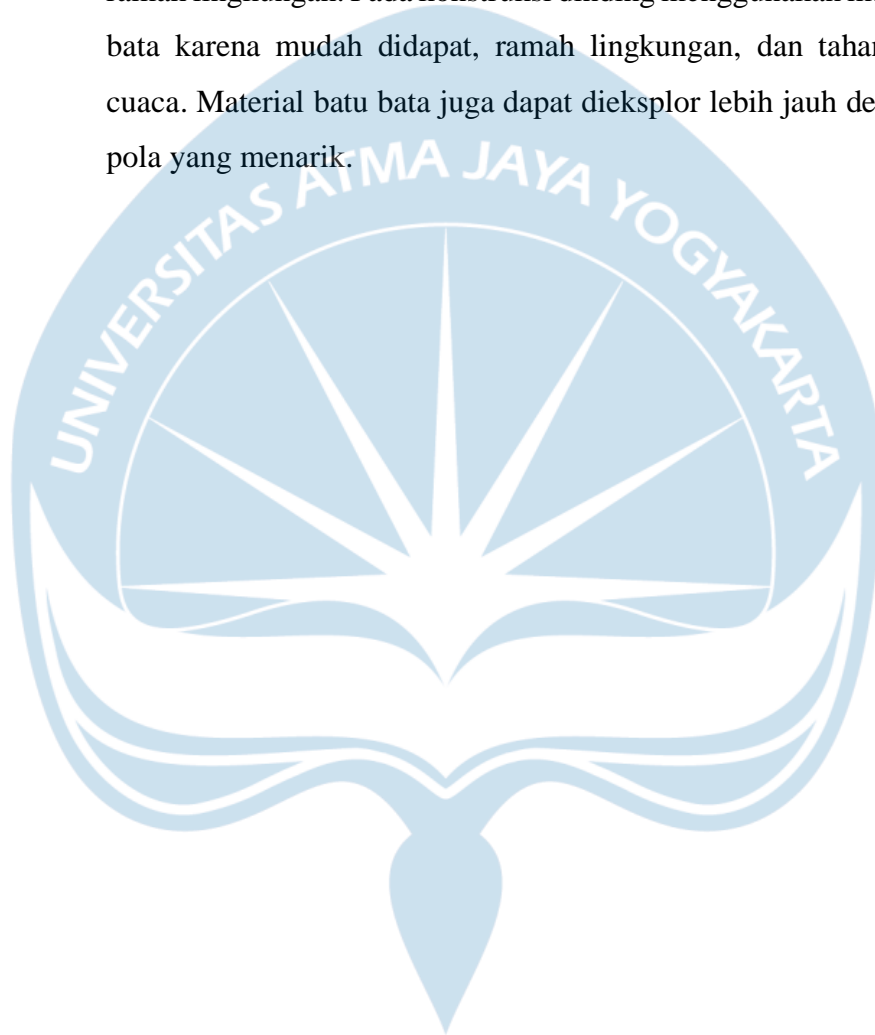 ramah lingkungan. Pada konstruksi dinding menggunakan
bata karena mudah didapat, ramah lingkungan, dan
cuaca. Material batu bata juga dapat dieksplor lebih jauh
pola yang menarik.
UNIVERSITAS ATMA JAYA YOGYAKARTA